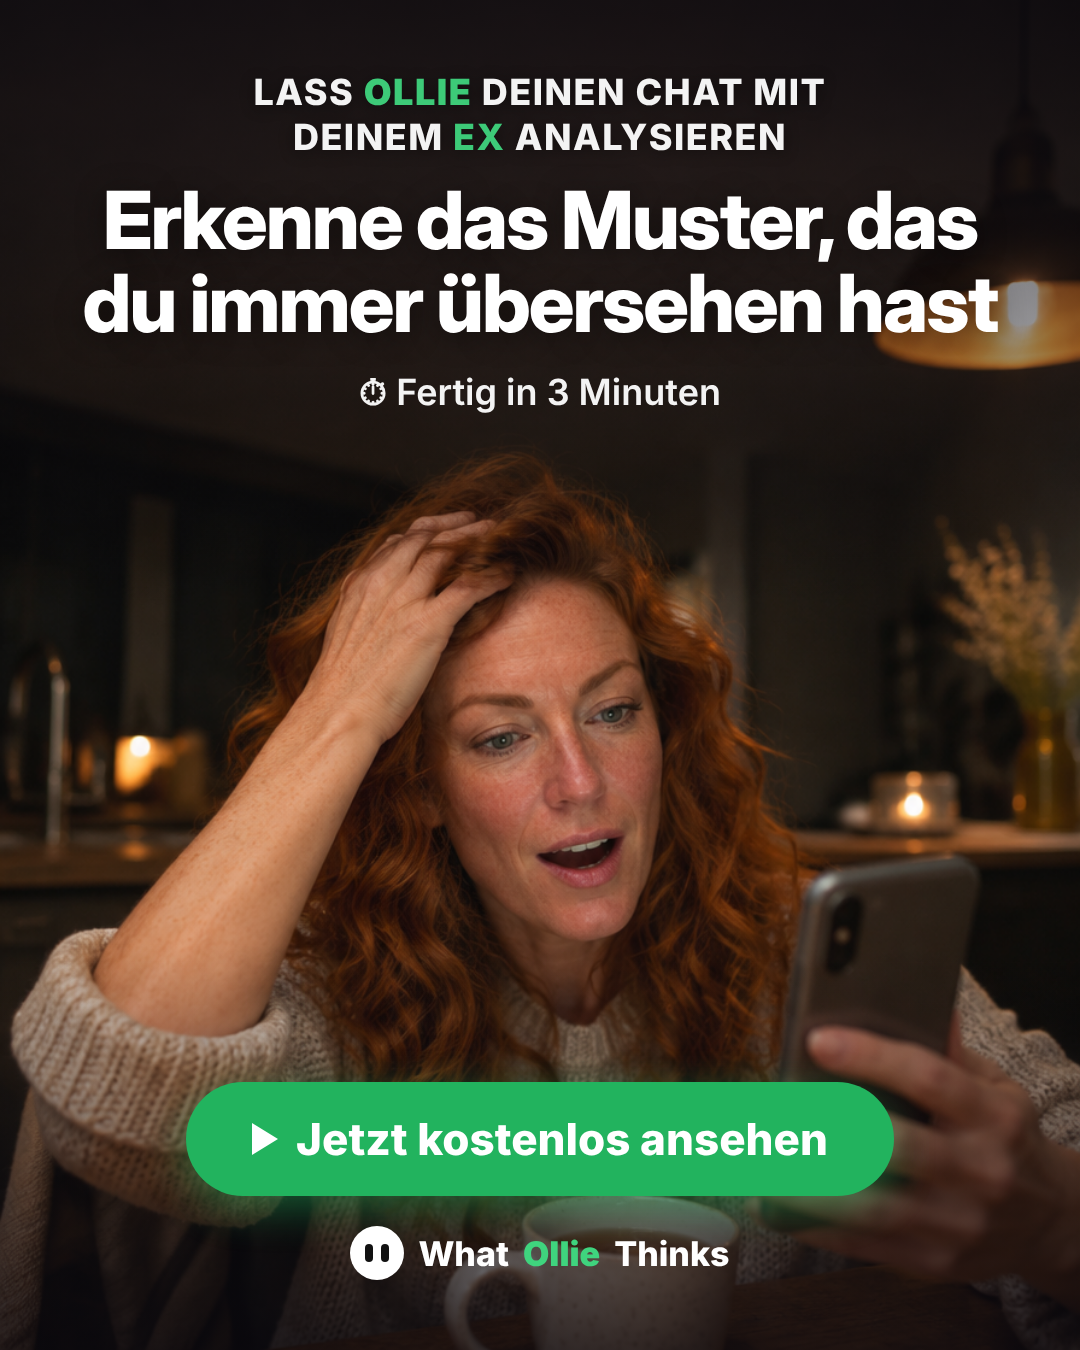 LASS OLLIE DEINEN CHAT MIT
DEINEM EX ANALYSIEREN
Erkenne das Muster, das
du immer übersehen hast
⏱ Fertig in 3 Minuten
▶ Jetzt kostenlos ansehen
What Ollie Thinks